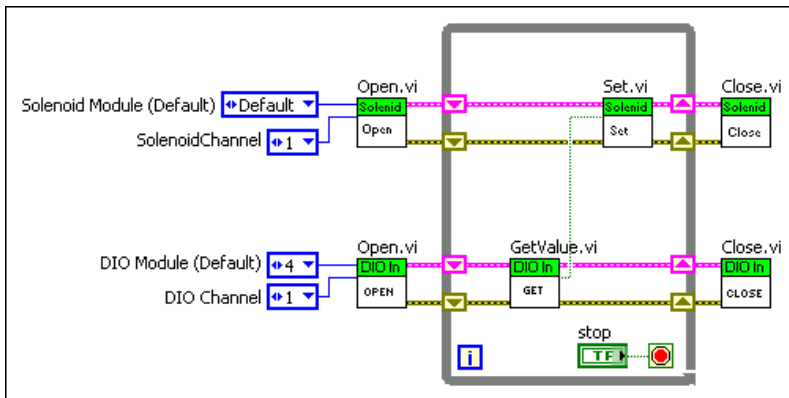 Open.vi Set.vi Close.vi
Solenoid Module (Default) Default Solenid Solenid Solenid
Open Set Close
SolenoidChannel 1
Open.vi GetValue.vi Close.vi
DIO Module (Default) 4 DIO In DIO In DIO In
OPEN GET CLOSE
DIO Channel 1
stop
i TF